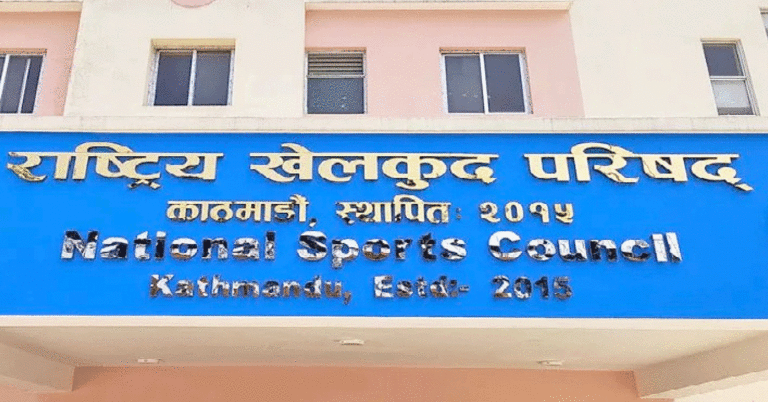 राष्ट्रिय खेलकुद परिषद्
काठमाडौं, स्थापितः २०१५
National Sports Council
Kathmandu, Estd:- 2015